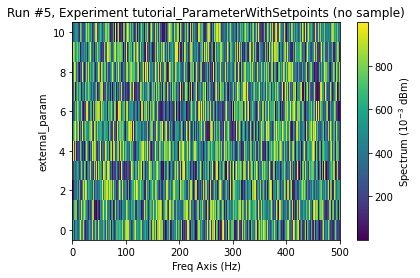 Run #5, Experiment tutorial_ParameterWithSetpoints (no sample)
10
8
6
4
2
0
external_param
0 100 200 300 400 500
Freq Axis (Hz)
800
600
400
200
Spectrum (10⁻³ dBm)